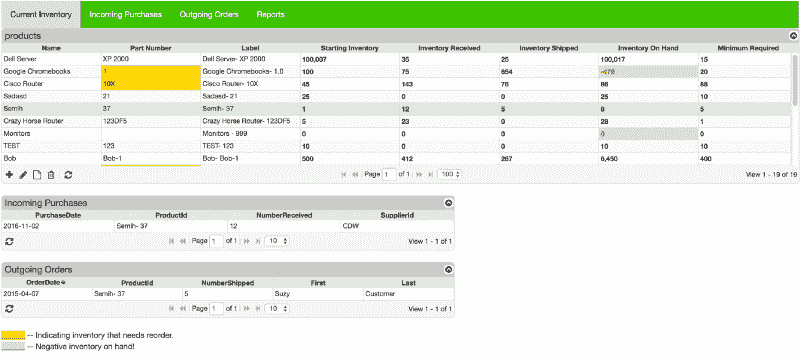 Current Inventory Incoming Purchases Outgoing Orders Reports
products
Name Part Number Label Starting Inventory Inventory Received Inventory Shipped Inventory On Hand Minimum Required
Dell Server XP 2000 Dell Server- XP 2000 100,007 35 25 100,017 15
Google Chromebooks 1 Google Chromebooks- 1.0 100 75 654 -479 20
Cisco Router 10X Cisco Router- 10X 45 143 76 86 88
Sadasd 21 Sadasd- 21 25 0 0 25 10
Semih 37 Semih- 37 1 12 5 8 5
Crazy Horse Router 123DF5 Crazy Horse Router- 123DF5 5 23 0 28 1
Monitors Monitors - 999 0 0 0 0 0
TEST 123 TEST- 123 10 0 0 10 10
Bob Bob-1 Bob- Bob-1 500 412 267 6,450 400
Page 1 of 1 100 View 1 - 19 of 19
Incoming Purchases
PurchaseDate ProductId NumberReceived SupplierId
2016-11-02 Semih- 37 12 CDW
Page 1 of 1 10 View 1 - 1 of 1
Outgoing Orders
OrderDate ProductId NumberShipped First Last
2015-04-07 Semih- 37 5 Suzy Customer
Page 1 of 1 10 View 1 - 1 of 1
-- Indicating inventory that needs reorder.
-- Negative inventory on hand!